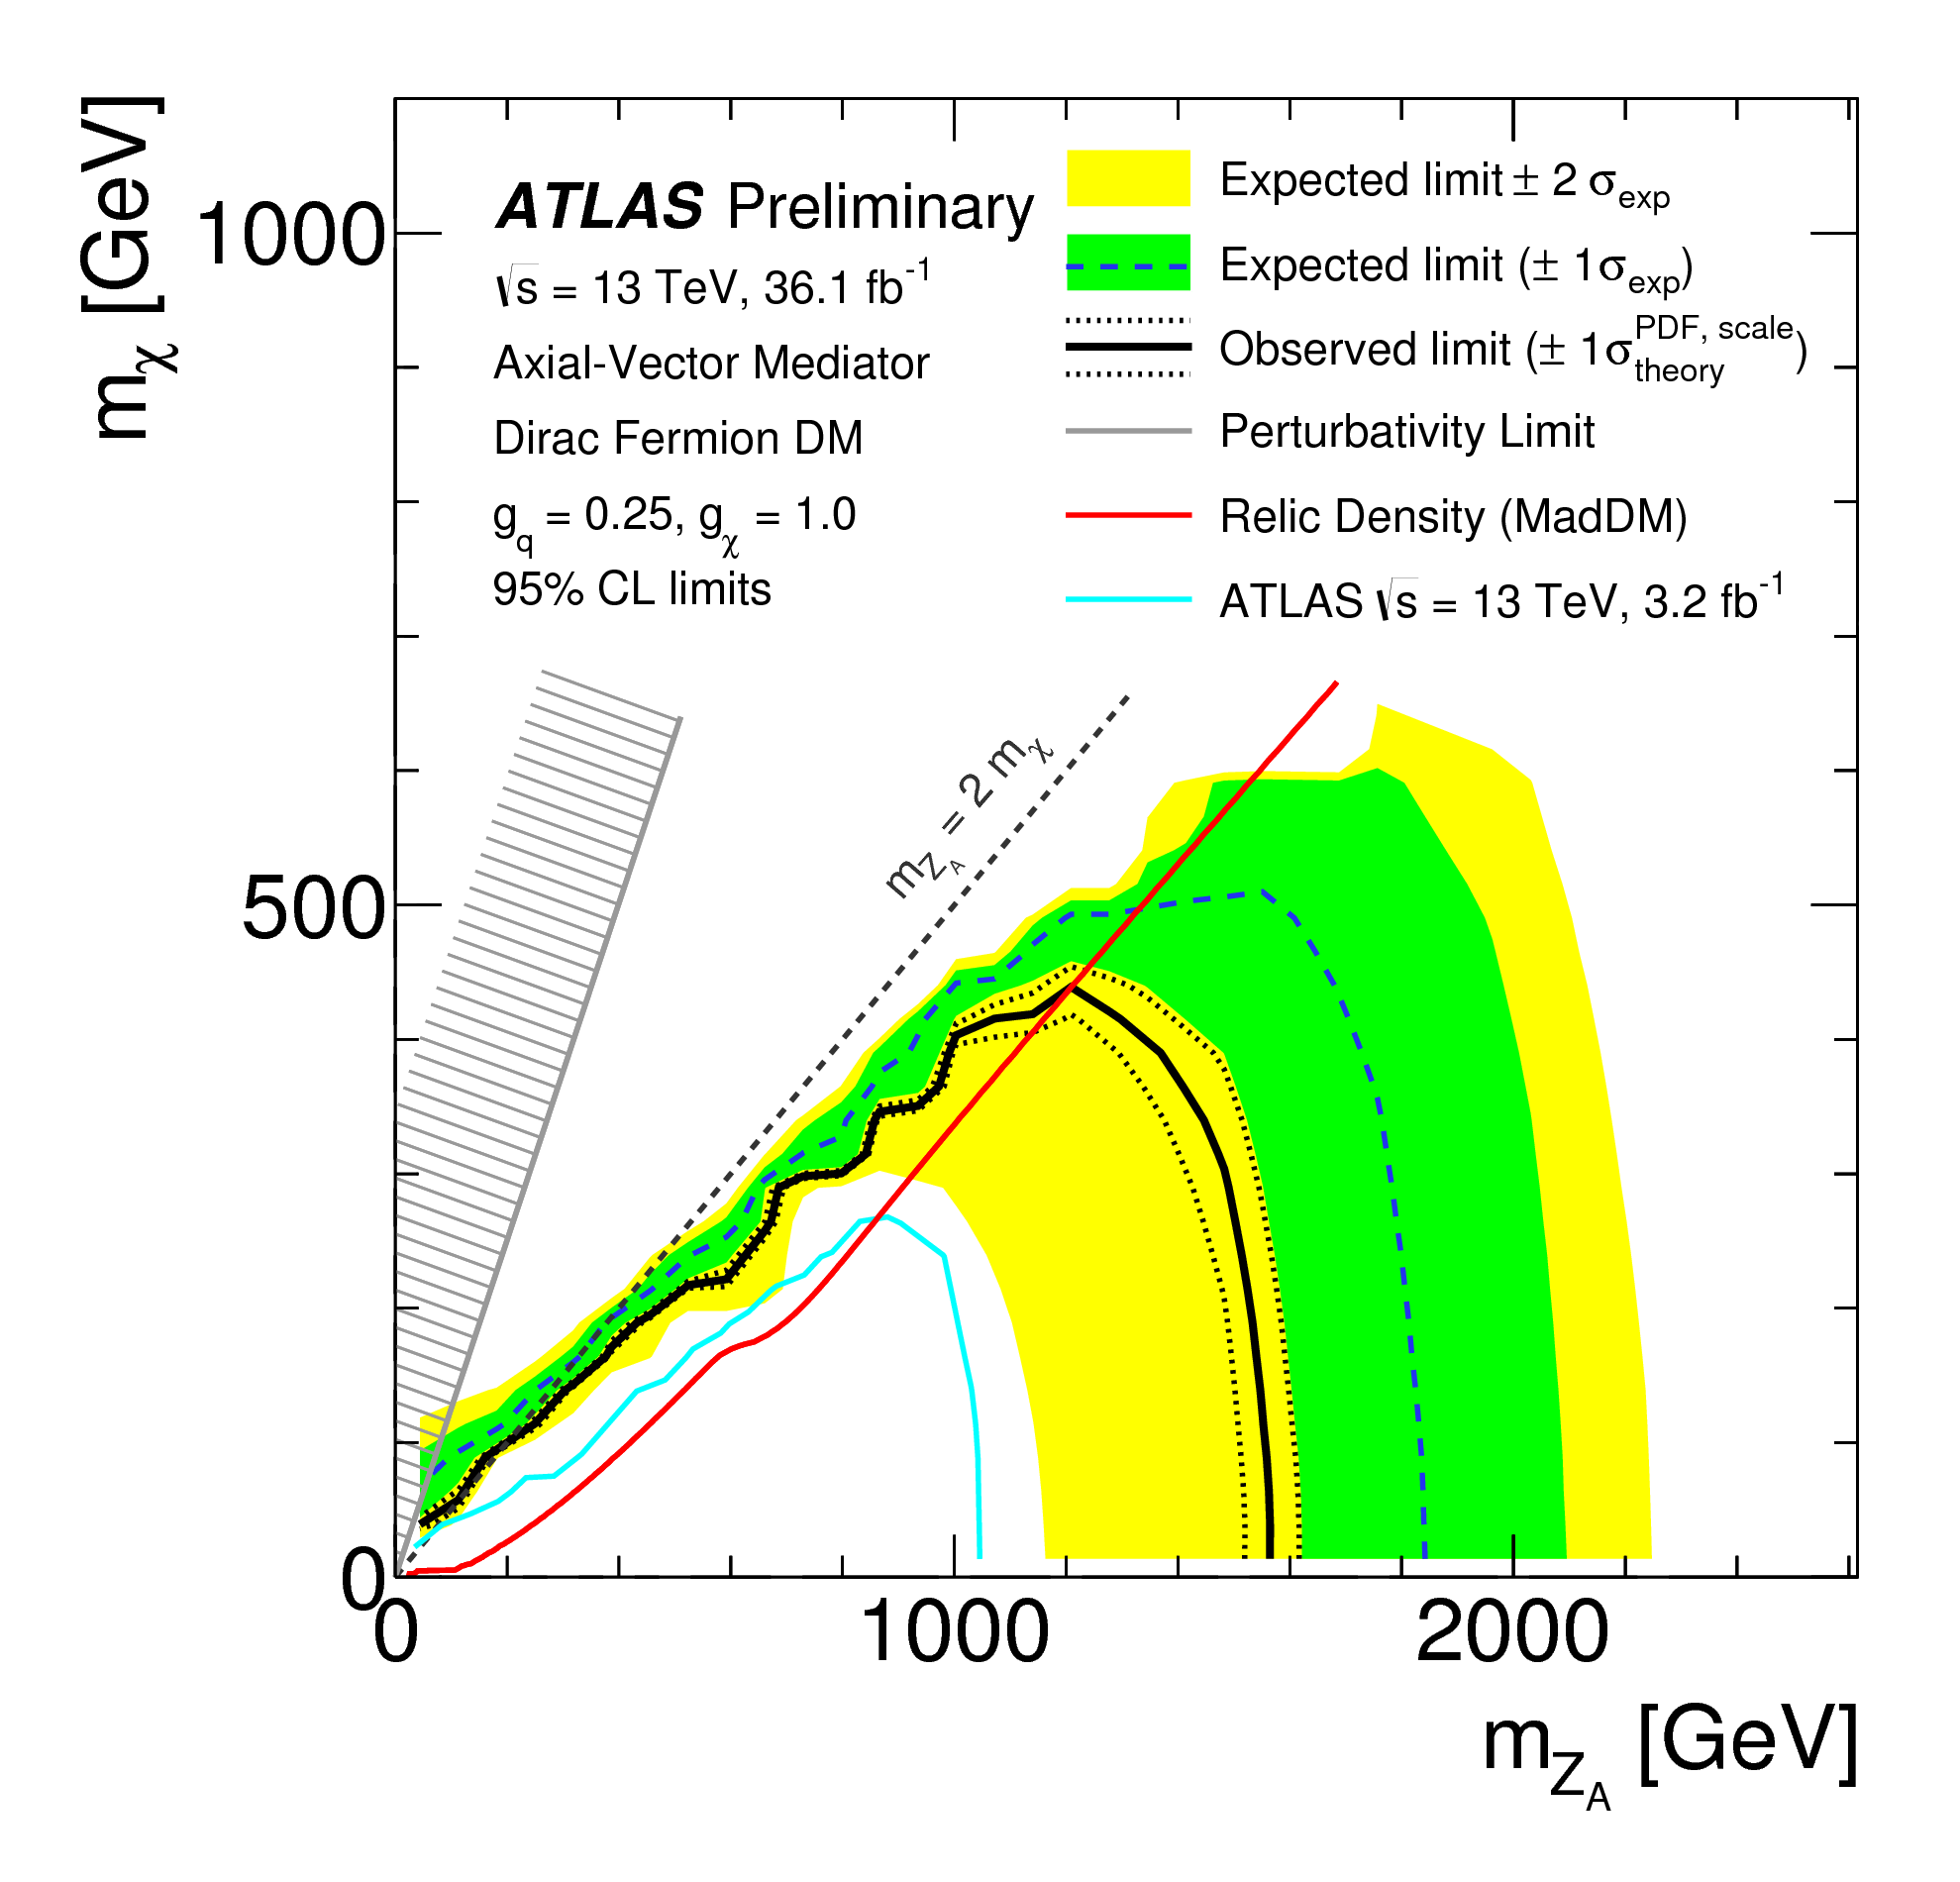 m_χ [GeV]
1000
500
0
ATLAS Preliminary
√s = 13 TeV, 36.1 fb⁻¹
Axial-Vector Mediator
Dirac Fermion DM
g_q = 0.25, g_χ = 1.0
95% CL limits
Expected limit ± 2 σ_exp
Expected limit (± 1σ_exp)
Observed limit (± 1σ_theory^PDF, scale)
Perturbativity Limit
Relic Density (MadDM)
ATLAS √s = 13 TeV, 3.2 fb⁻¹
m_Z_A = 2 m_χ
0 1000 2000
m_Z_A [GeV]